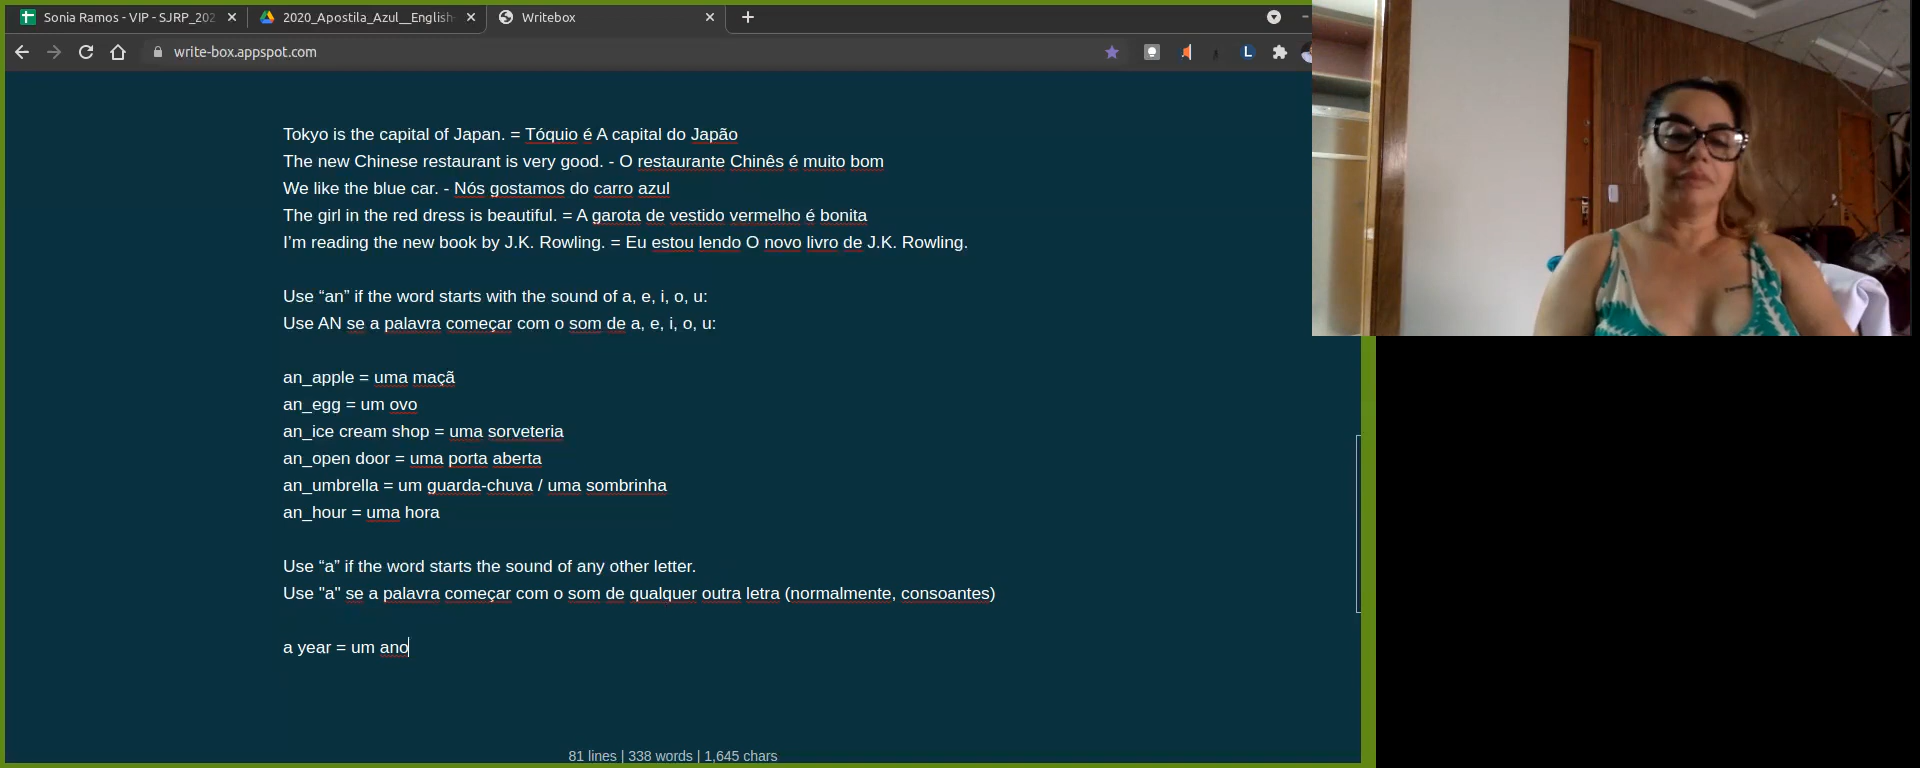 Sonia Ramos - VIP - SJRP_202
2020_Apostila_Azul__English-
Writebox
write-box.appspot.com
L
Tokyo is the capital of Japan. = Tóquio é A capital do Japão
The new Chinese restaurant is very good. - O restaurante Chinês é muito bom
We like the blue car. - Nós gostamos do carro azul
The girl in the red dress is beautiful. = A garota de vestido vermelho é bonita
I’m reading the new book by J.K. Rowling. = Eu estou lendo O novo livro de J.K. Rowling.
Use “an” if the word starts with the sound of a, e, i, o, u:
Use AN se a palavra começar com o som de a, e, i, o, u:
an_apple = uma maçã
an_egg = um ovo
an_ice cream shop = uma sorveteria
an_open door = uma porta aberta
an_umbrella = um guarda-chuva / uma sombrinha
an_hour = uma hora
Use “a” if the word starts the sound of any other letter.
Use "a" se a palavra começar com o som de qualquer outra letra (normalmente, consoantes)
a year = um ano
81 lines | 338 words | 1,645 chars